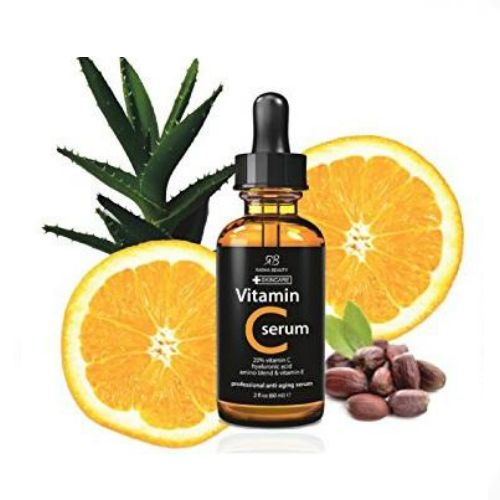 RB
RADHA BEAUTY
+SKINCARE
Vitamin
C serum
20% vitamin C
hyaluronic acid
amino blend & vitamin E
professional anti aging serum
2 fl oz (60 ml) ℮